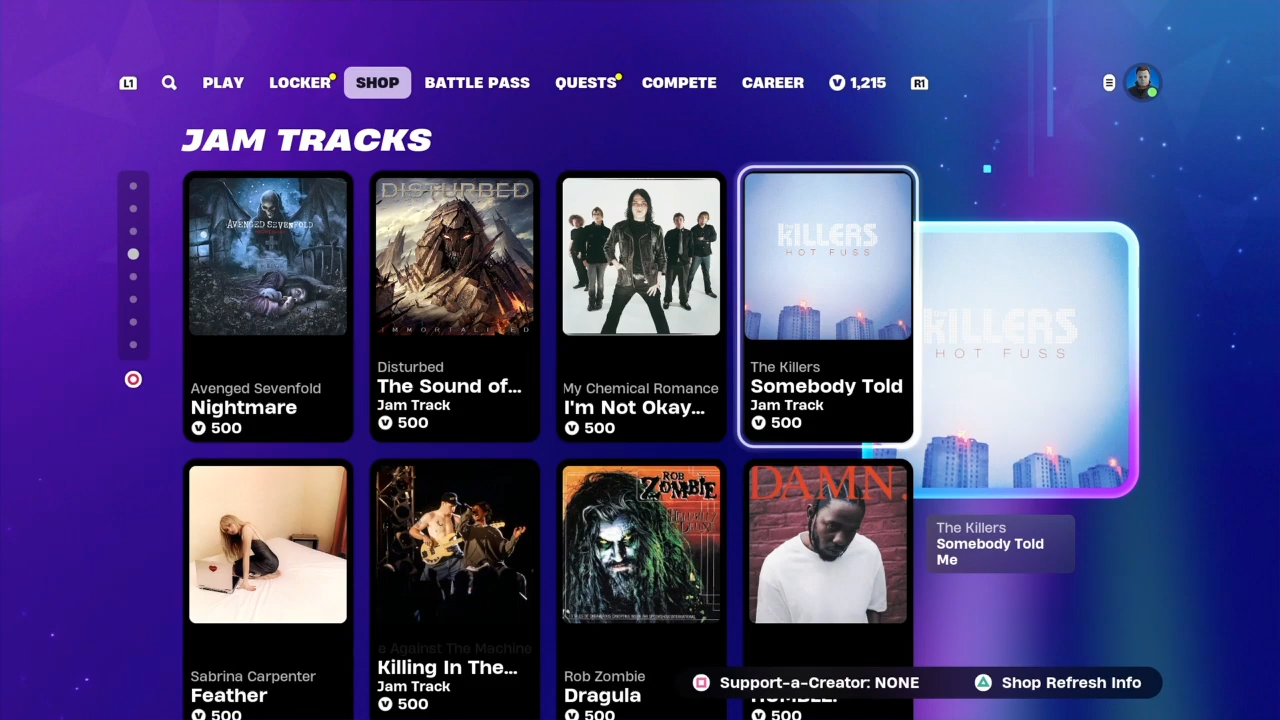 L1
PLAY
LOCKER
SHOP
BATTLE PASS
QUESTS
COMPETE
CAREER
V 1,215
R1
JAM TRACKS
AVENGED SEVENFOLD
Avenged Sevenfold
Nightmare
V 500
DISTURBED
IMMORTALIZED
Disturbed
The Sound of...
Jam Track
V 500
My Chemical Romance
I'm Not Okay...
V 500
THE KILLERS
HOT FUSS
The Killers
Somebody Told
Jam Track
V 500
KILLERS
HOT FUSS
The Killers
Somebody Told
Me
Sabrina Carpenter
Feather
V 500
e Against The Machine
Killing In The...
Jam Track
V 500
ROB
ZOMBIE
Rob Zombie
Dragula
V 500
DAMN.
HUMBLE.
V 500
Support-a-Creator: NONE
Shop Refresh Info